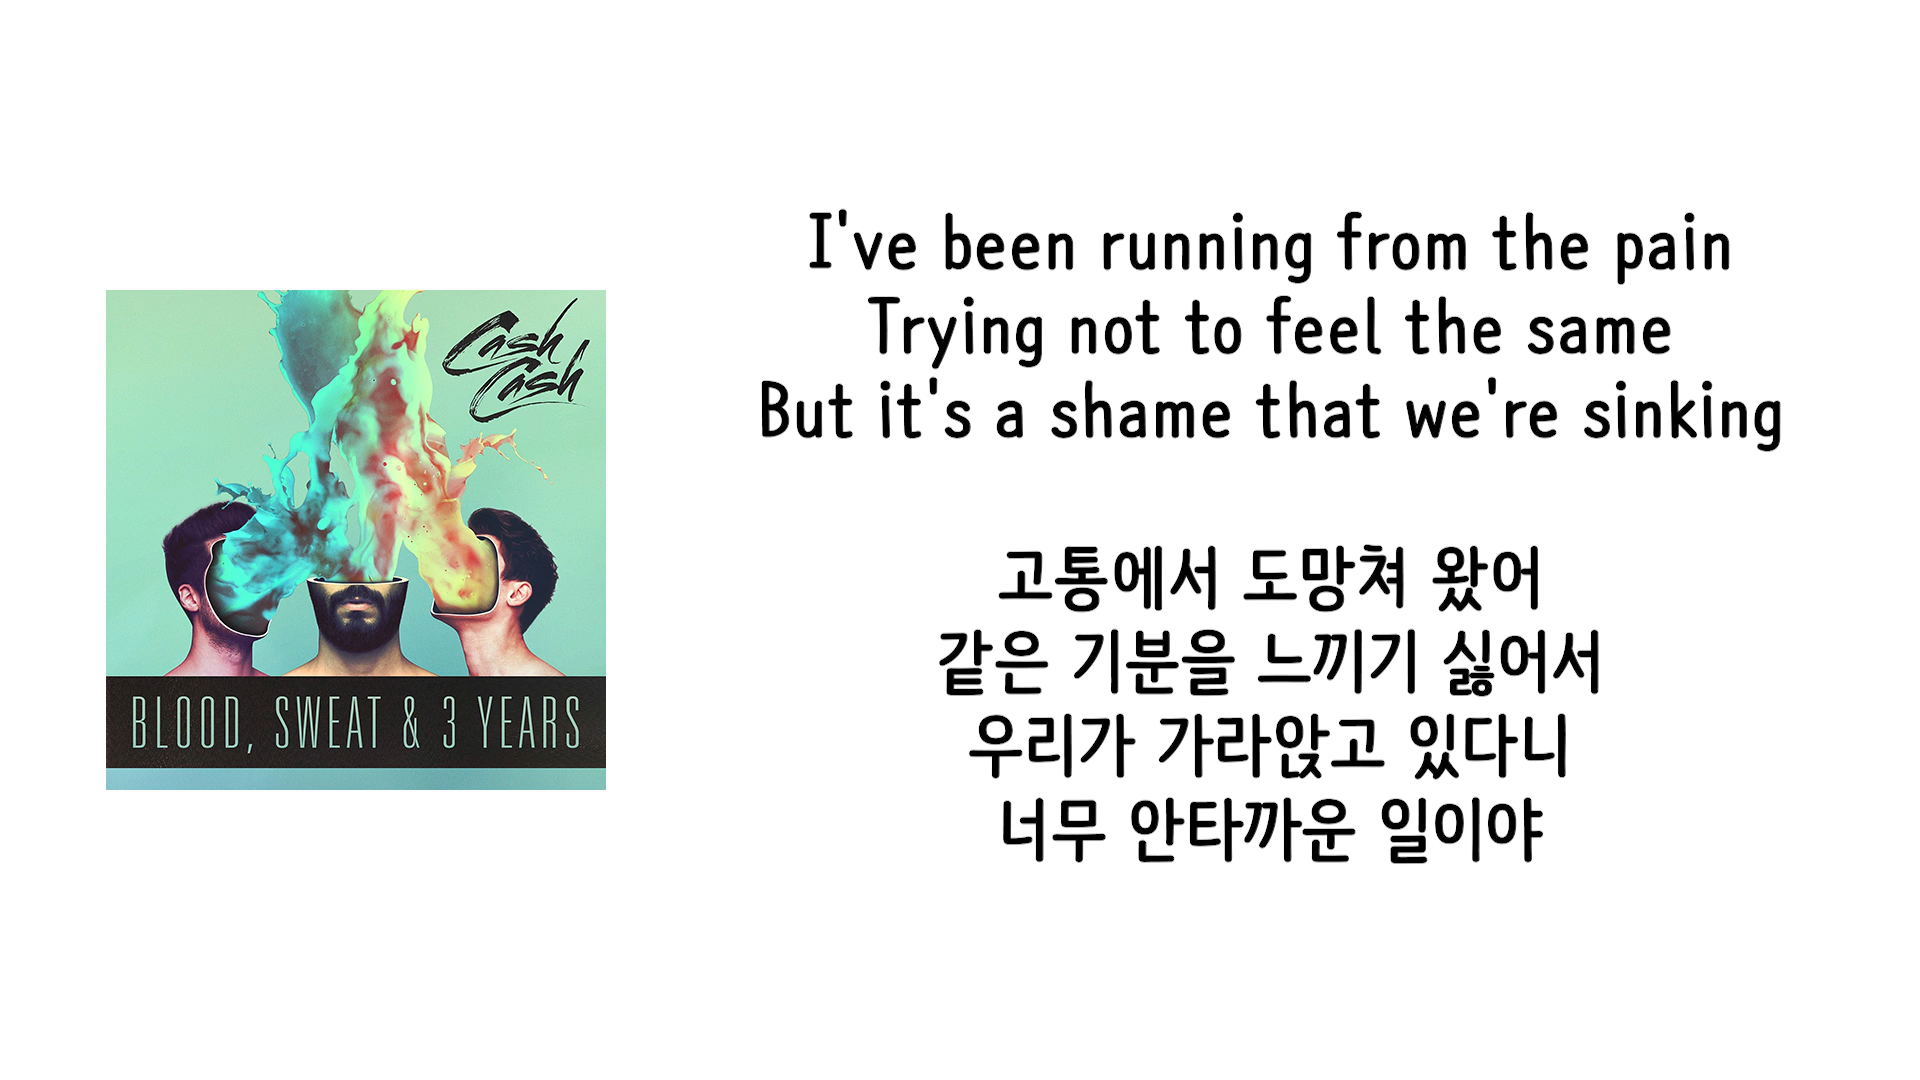 Cash
Cash
BLOOD, SWEAT & 3 YEARS
I've been running from the pain
Trying not to feel the same
But it's a shame that we're sinking
고통에서 도망쳐 왔어
같은 기분을 느끼기 싫어서
우리가 가라앉고 있다니
너무 안타까운 일이야